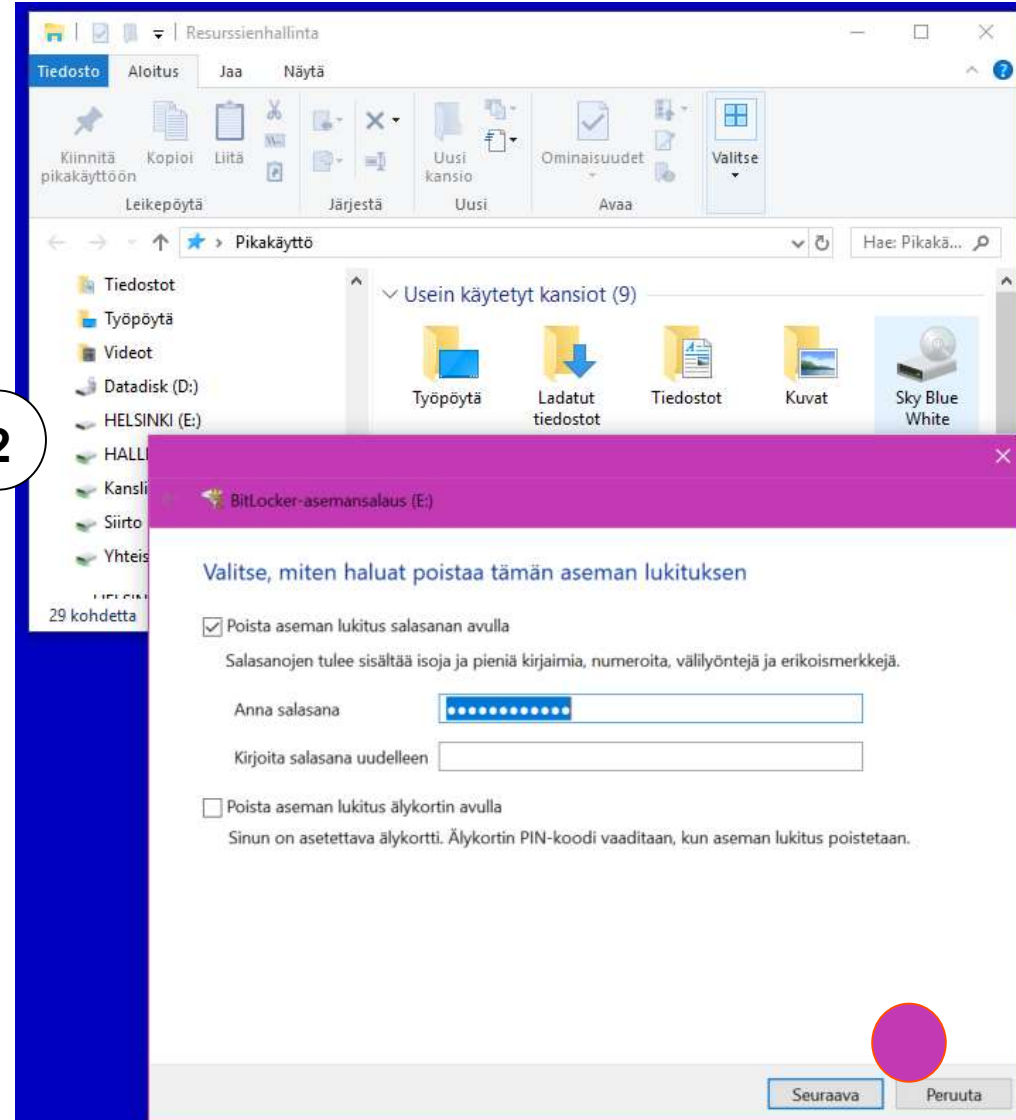 Resurssienhallinta
Tiedosto Aloitus Jaa Näytä
Kiinnitä pikakäyttöön
Kopioi
Liitä
Uusi kansio
Ominaisuudet
Valitse
Leikepöytä Järjestä Uusi Avaa
Pikakäyttö
Hae: Pikakä...
Tiedostot
Työpöytä
Videot
Datadisk (D:)
HELSINKI (E:)
HALL
Kansli
Siirto
Yhteis
29 kohdetta
Usein käytetyt kansiot (9)
Työpöytä
Ladatut
tiedostot
Tiedostot
Kuvat
Sky Blue
White
2
BitLocker-asemansalaus (E:)
Valitse, miten haluat poistaa tämän aseman lukituksen
Poista aseman lukitus salasanan avulla
Salasanojen tulee sisältää isoja ja pieniä kirjaimia, numeroita, välilyöntejä ja erikoismerkkejä.
Anna salasana
Kirjoita salasana uudelleen
Poista aseman lukitus älykortin avulla
Sinun on asetettava älykortti. Älykortin PIN-koodi vaaditaan, kun aseman lukitus poistetaan.
Seuraava Peruuta